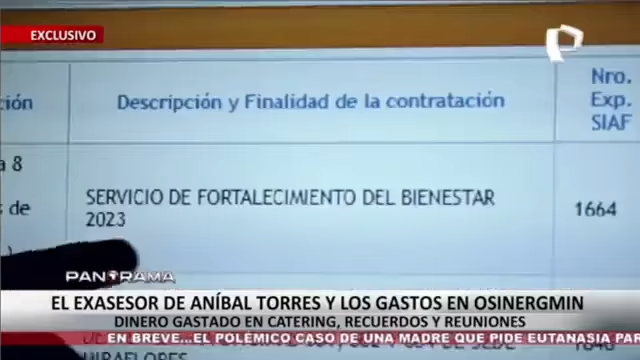 EXCLUSIVO
Nro.
Exp.
SIAF
ción
Descripción y Finalidad de la contratación
a 8
s de
SERVICIO DE FORTALECIMIENTO DEL BIENESTAR
2023
1664
PANORAMA
EL EXASESOR DE ANÍBAL TORRES Y LOS GASTOS EN OSINERGMIN
DINERO GASTADO EN CATERING, RECUERDOS Y REUNIONES
EN BREVE...EL POLÉMICO CASO DE UNA MADRE QUE PIDE EUTANASIA PAR